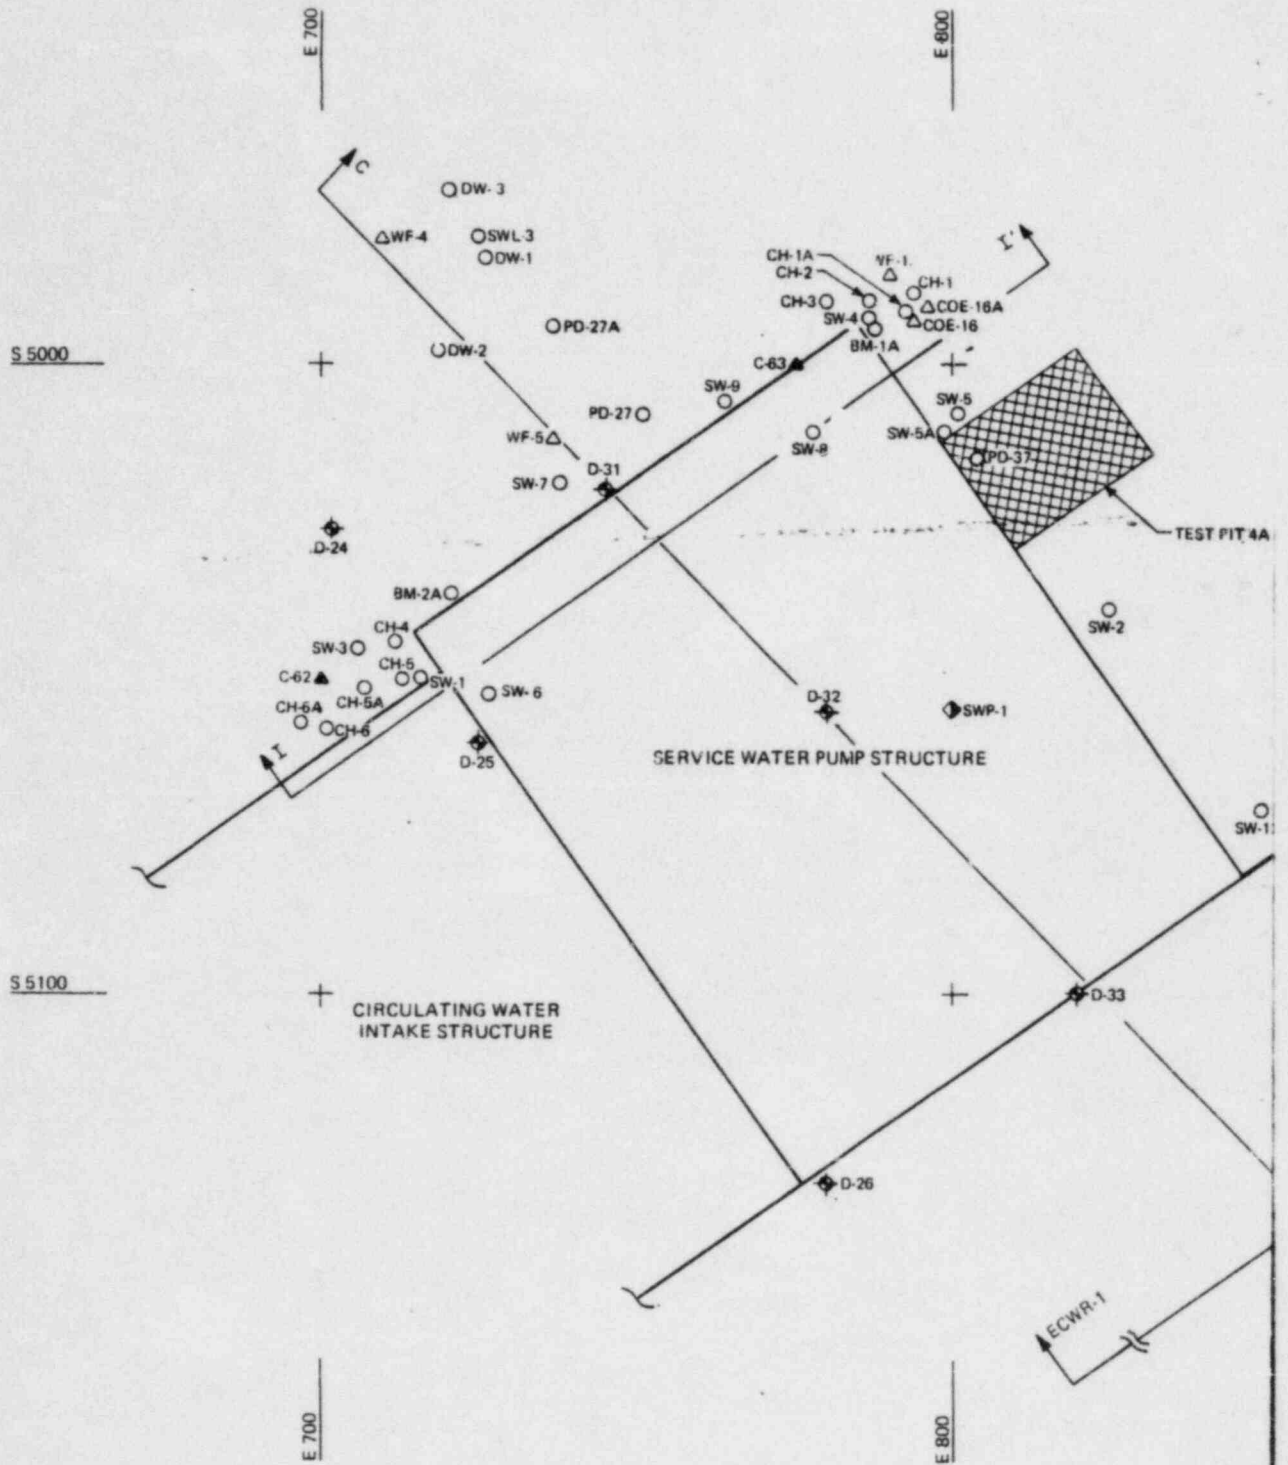 E 700
E 800
C
DW-3
WF-4
SWL-3
DW-1
I'
CH-1A
CH-2
CH-1
CH-3
COE-16A
SW-4
COE-16
PD-27A
BM-1A
S 5000
DW-2
C-63
SW-9
PD-27
SW-5
WF-5
SW-8
SW-5A
D-31
PD-37
SW-7
TEST PIT 4A
D-24
BM-2A
SW-2
CH-4
SW-3
CH-5
C-62
SW-1
SW-6
CH-5A
CH-6A
CH-6
D-32
SWP-1
I
D-25
SERVICE WATER PUMP STRUCTURE
S 5100
D-33
CIRCULATING WATER
INTAKE STRUCTURE
D-26
ECWR-1
E 700
E 800